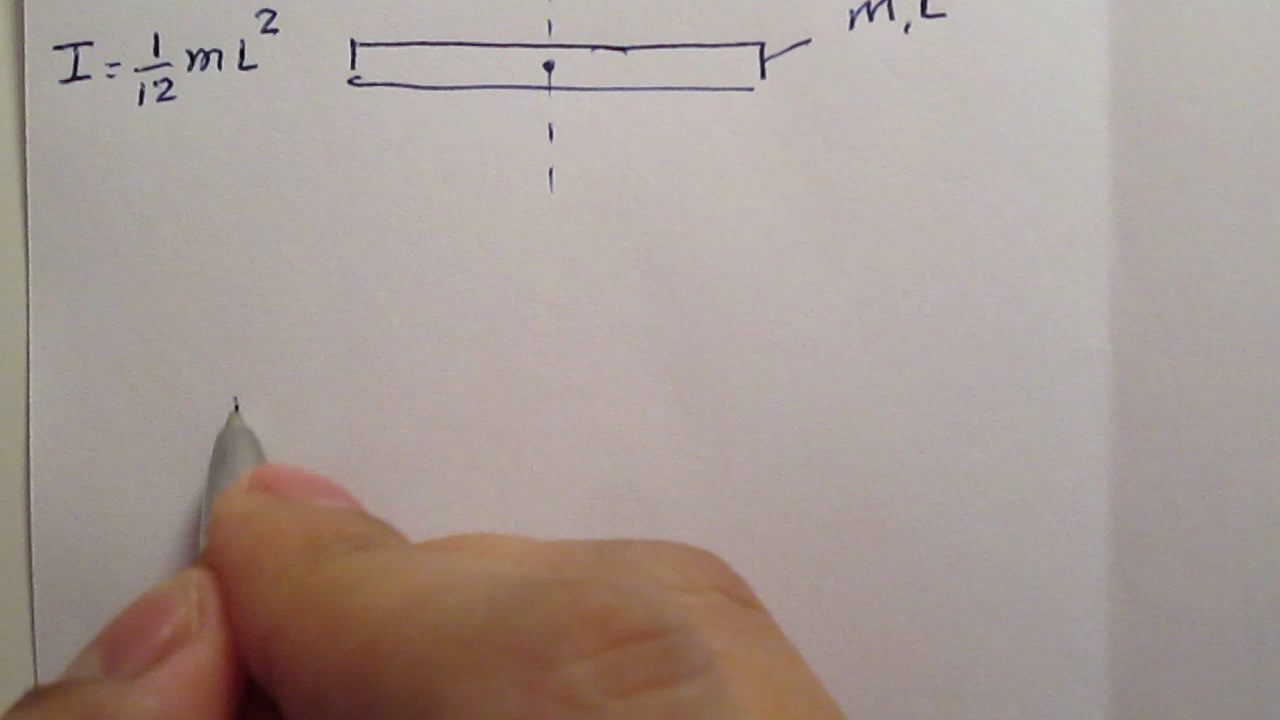 I = 1/12 mL²
m, L